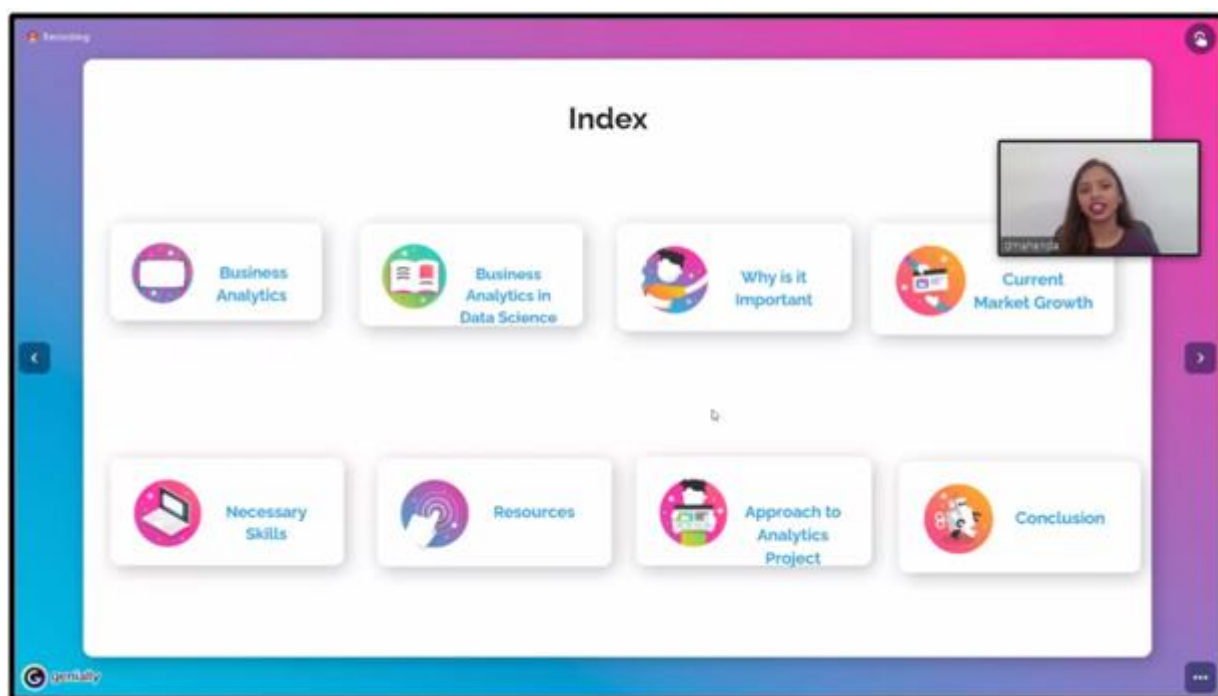 Recording
Index
Business
Analytics
Business
Analytics in
Data Science
Why is it
Important
Current
Market Growth
Necessary
Skills
Resources
Approach to
Analytics
Project
Conclusion
genially